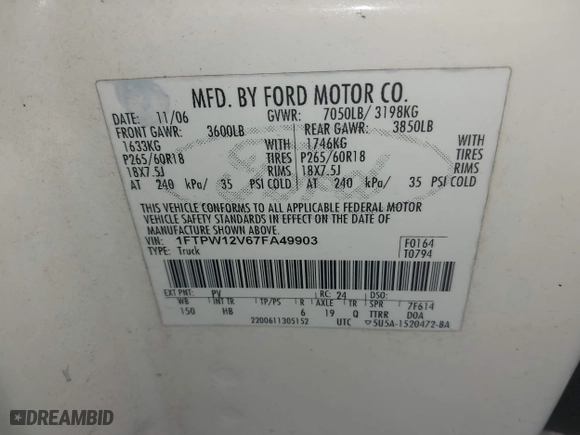 MFD. BY FORD MOTOR CO.
DATE: 11/06 GVWR: 7050LB/ 3198KG
FRONT GAWR: 3600LB REAR GAWR: 3850LB
1633KG WITH 1746KG WITH
P265/60R18 TIRES P265/60R18 TIRES
18X7.5J RIMS 18X7.5J RIMS
AT 240 kPa/ 35 PSI COLD AT 240 kPa/ 35 PSI COLD
THIS VEHICLE CONFORMS TO ALL APPLICABLE FEDERAL MOTOR
VEHICLE SAFETY STANDARDS IN EFFECT ON THE DATE OF
MANUFACTURE SHOWN ABOVE.
VIN: 1FTPW12V67FA49903 F0164
TYPE: Truck T0794
EXT PNT: PV RC: 24 DSO:
WB INT TR TP/PS R AXLE TR SPR 7F614
150 HB 6 19 Q TTRR DOA
2200611305152 UTC ▽5U5A-1520472-BA
Ford
DREAMBID